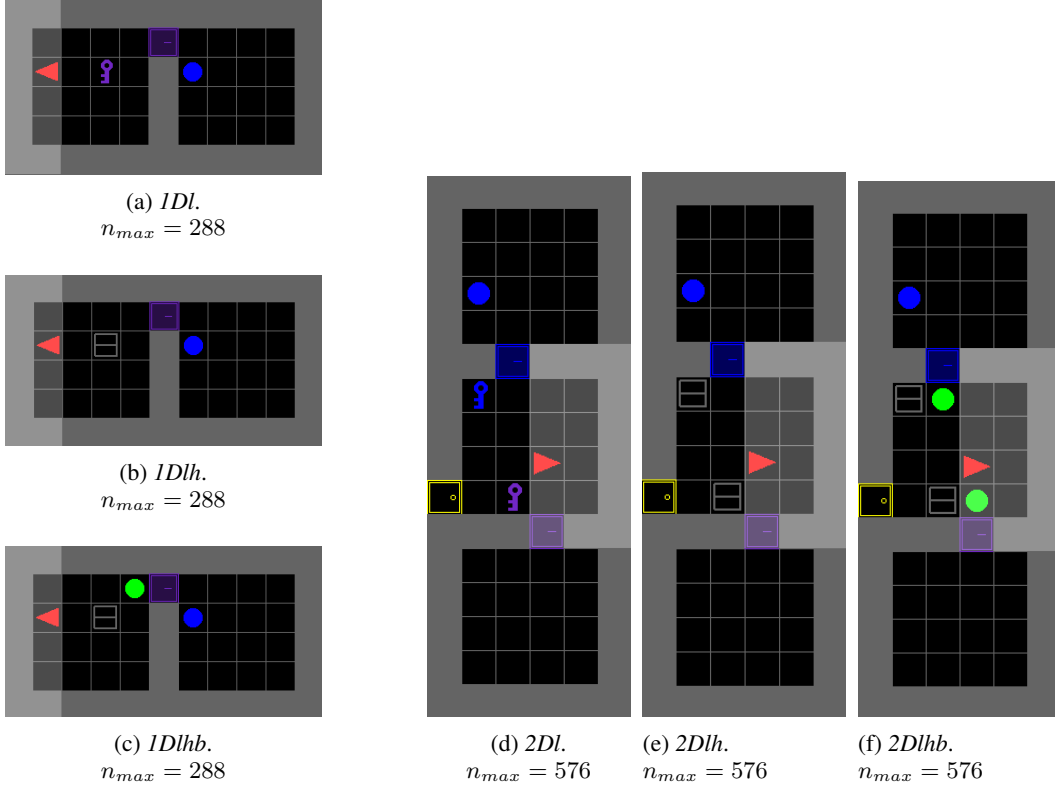 (a) 1Dl.
n_max = 288
(b) 1Dlh.
n_max = 288
(c) 1Dlhb.
n_max = 288
(d) 2Dl.
n_max = 576
(e) 2Dlh.
n_max = 576
(f) 2Dlhb.
n_max = 576